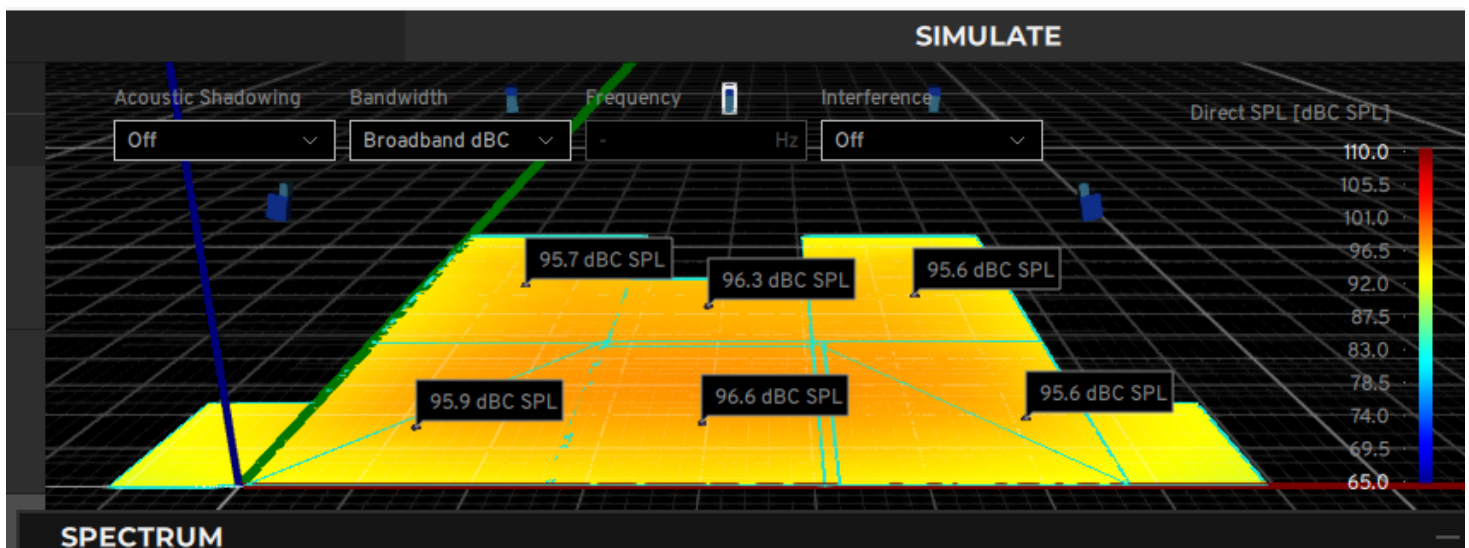 SIMULATE
Acoustic Shadowing Bandwidth Frequency Interference
Direct SPL [dBC SPL]
Off Broadband dBC - Hz Off
110.0
105.5
101.0
96.5
92.0
87.5
83.0
78.5
74.0
69.5
65.0
95.7 dBC SPL
96.3 dBC SPL
95.6 dBC SPL
95.9 dBC SPL
96.6 dBC SPL
95.6 dBC SPL
SPECTRUM